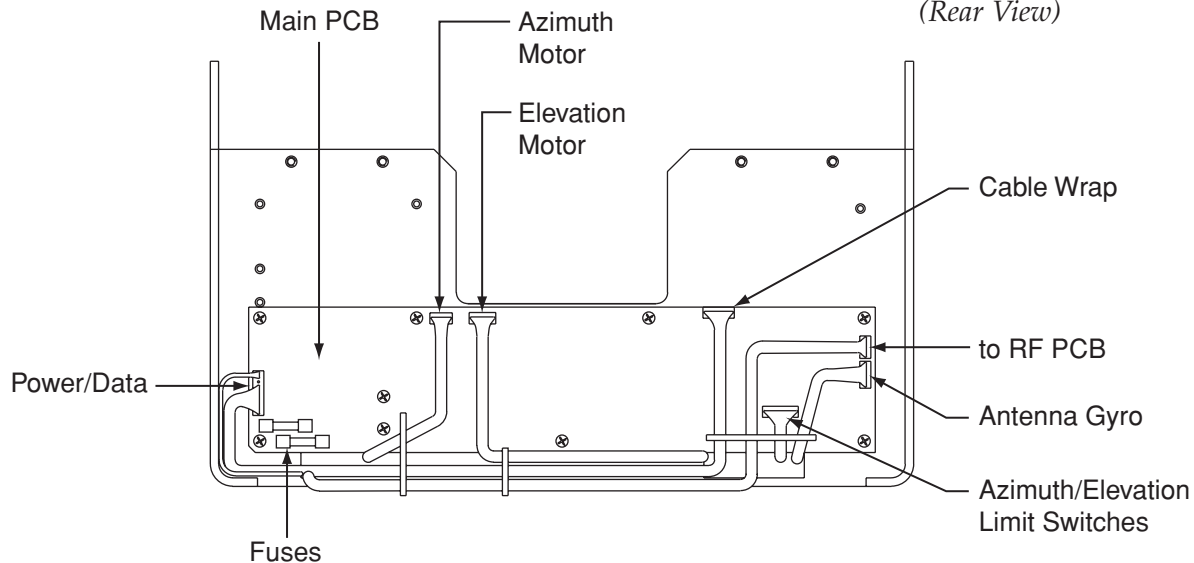 (Rear View)
Main PCB
Azimuth
Motor
Elevation
Motor
Cable Wrap
to RF PCB
Power/Data
Antenna Gyro
Azimuth/Elevation
Limit Switches
Fuses